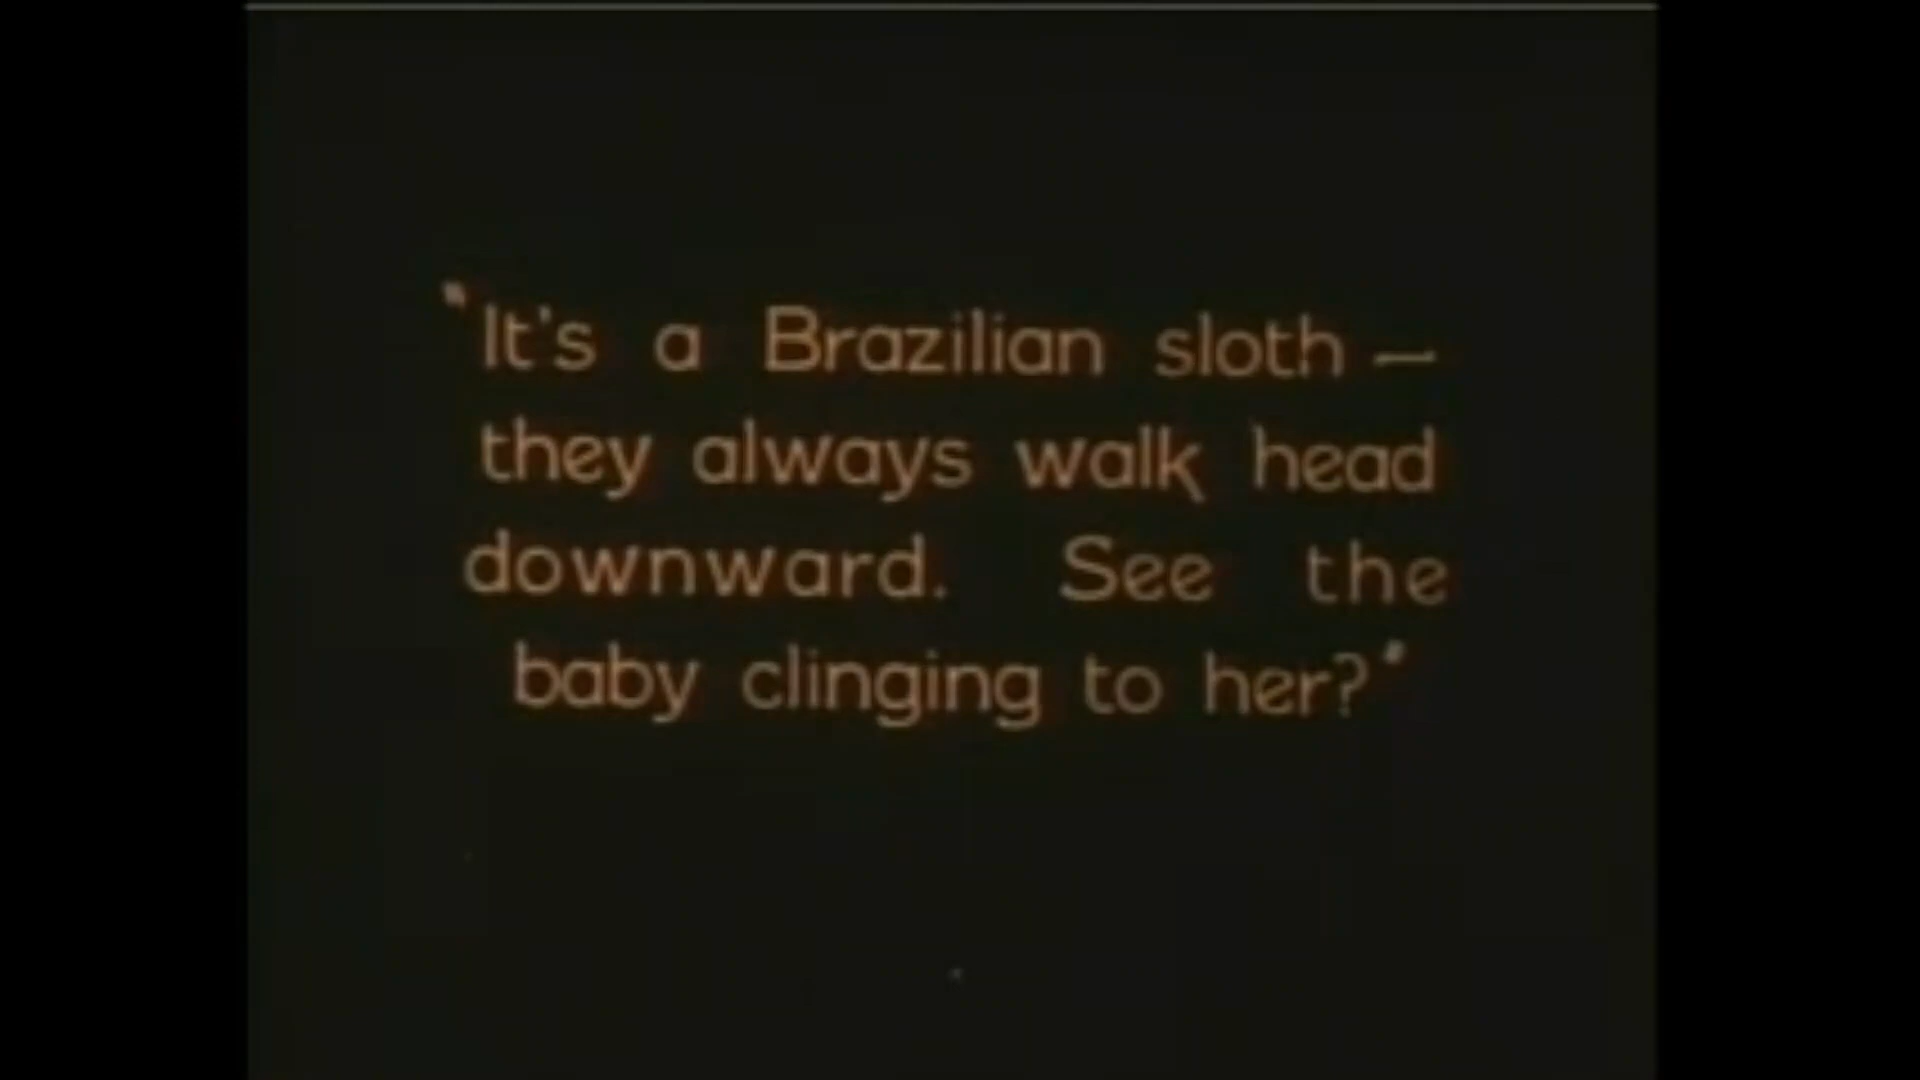 "It's a Brazilian sloth —
they always walk head
downward. See the
baby clinging to her?"